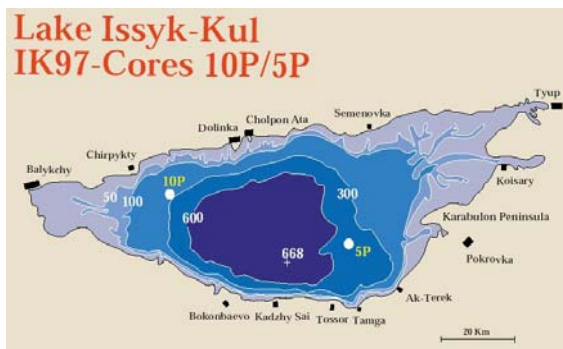 Lake Issyk-Kul
IK97-Cores 10P/5P
Tyup
Semenovka
Cholpon Ata
Dolinka
Chirpykty
Balykchy
Koisary
10P
50
100
300
600
Karabulon Peninsula
5P
668
Pokrovka
Ak-Terek
Bokonbaevo
Kadzhy Sai
Tossor
Tamga
20 Km